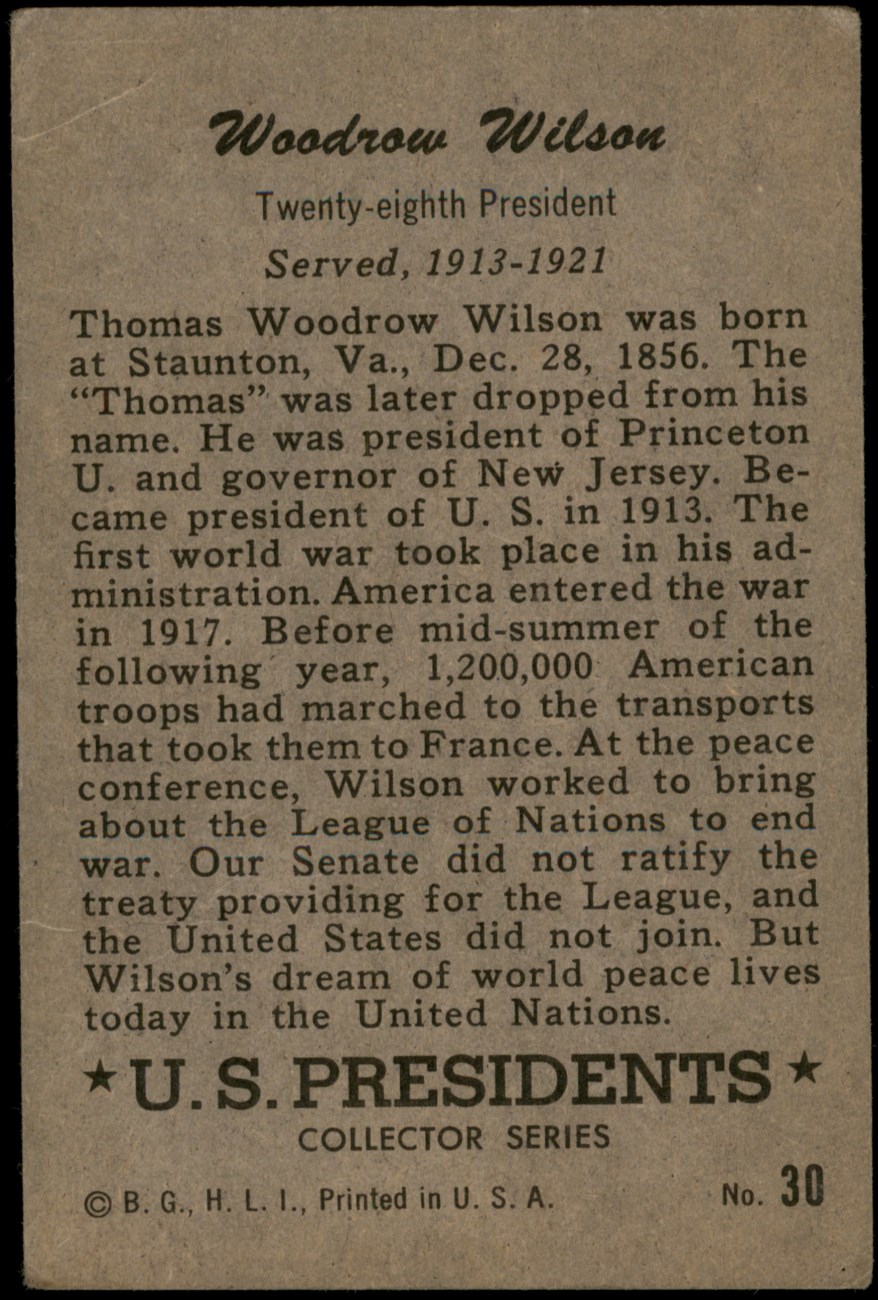 Woodrow Wilson
Twenty-eighth President
Served, 1913-1921
Thomas Woodrow Wilson was born
at Staunton, Va., Dec. 28, 1856. The
“Thomas” was later dropped from his
name. He was president of Princeton
U. and governor of New Jersey. Be-
came president of U. S. in 1913. The
first world war took place in his ad-
ministration. America entered the war
in 1917. Before mid-summer of the
following year, 1,200,000 American
troops had marched to the transports
that took them to France. At the peace
conference, Wilson worked to bring
about the League of Nations to end
war. Our Senate did not ratify the
treaty providing for the League, and
the United States did not join. But
Wilson's dream of world peace lives
today in the United Nations.
★ U. S. PRESIDENTS ★
COLLECTOR SERIES
© B. G., H. L. I., Printed in U. S. A. No. 30